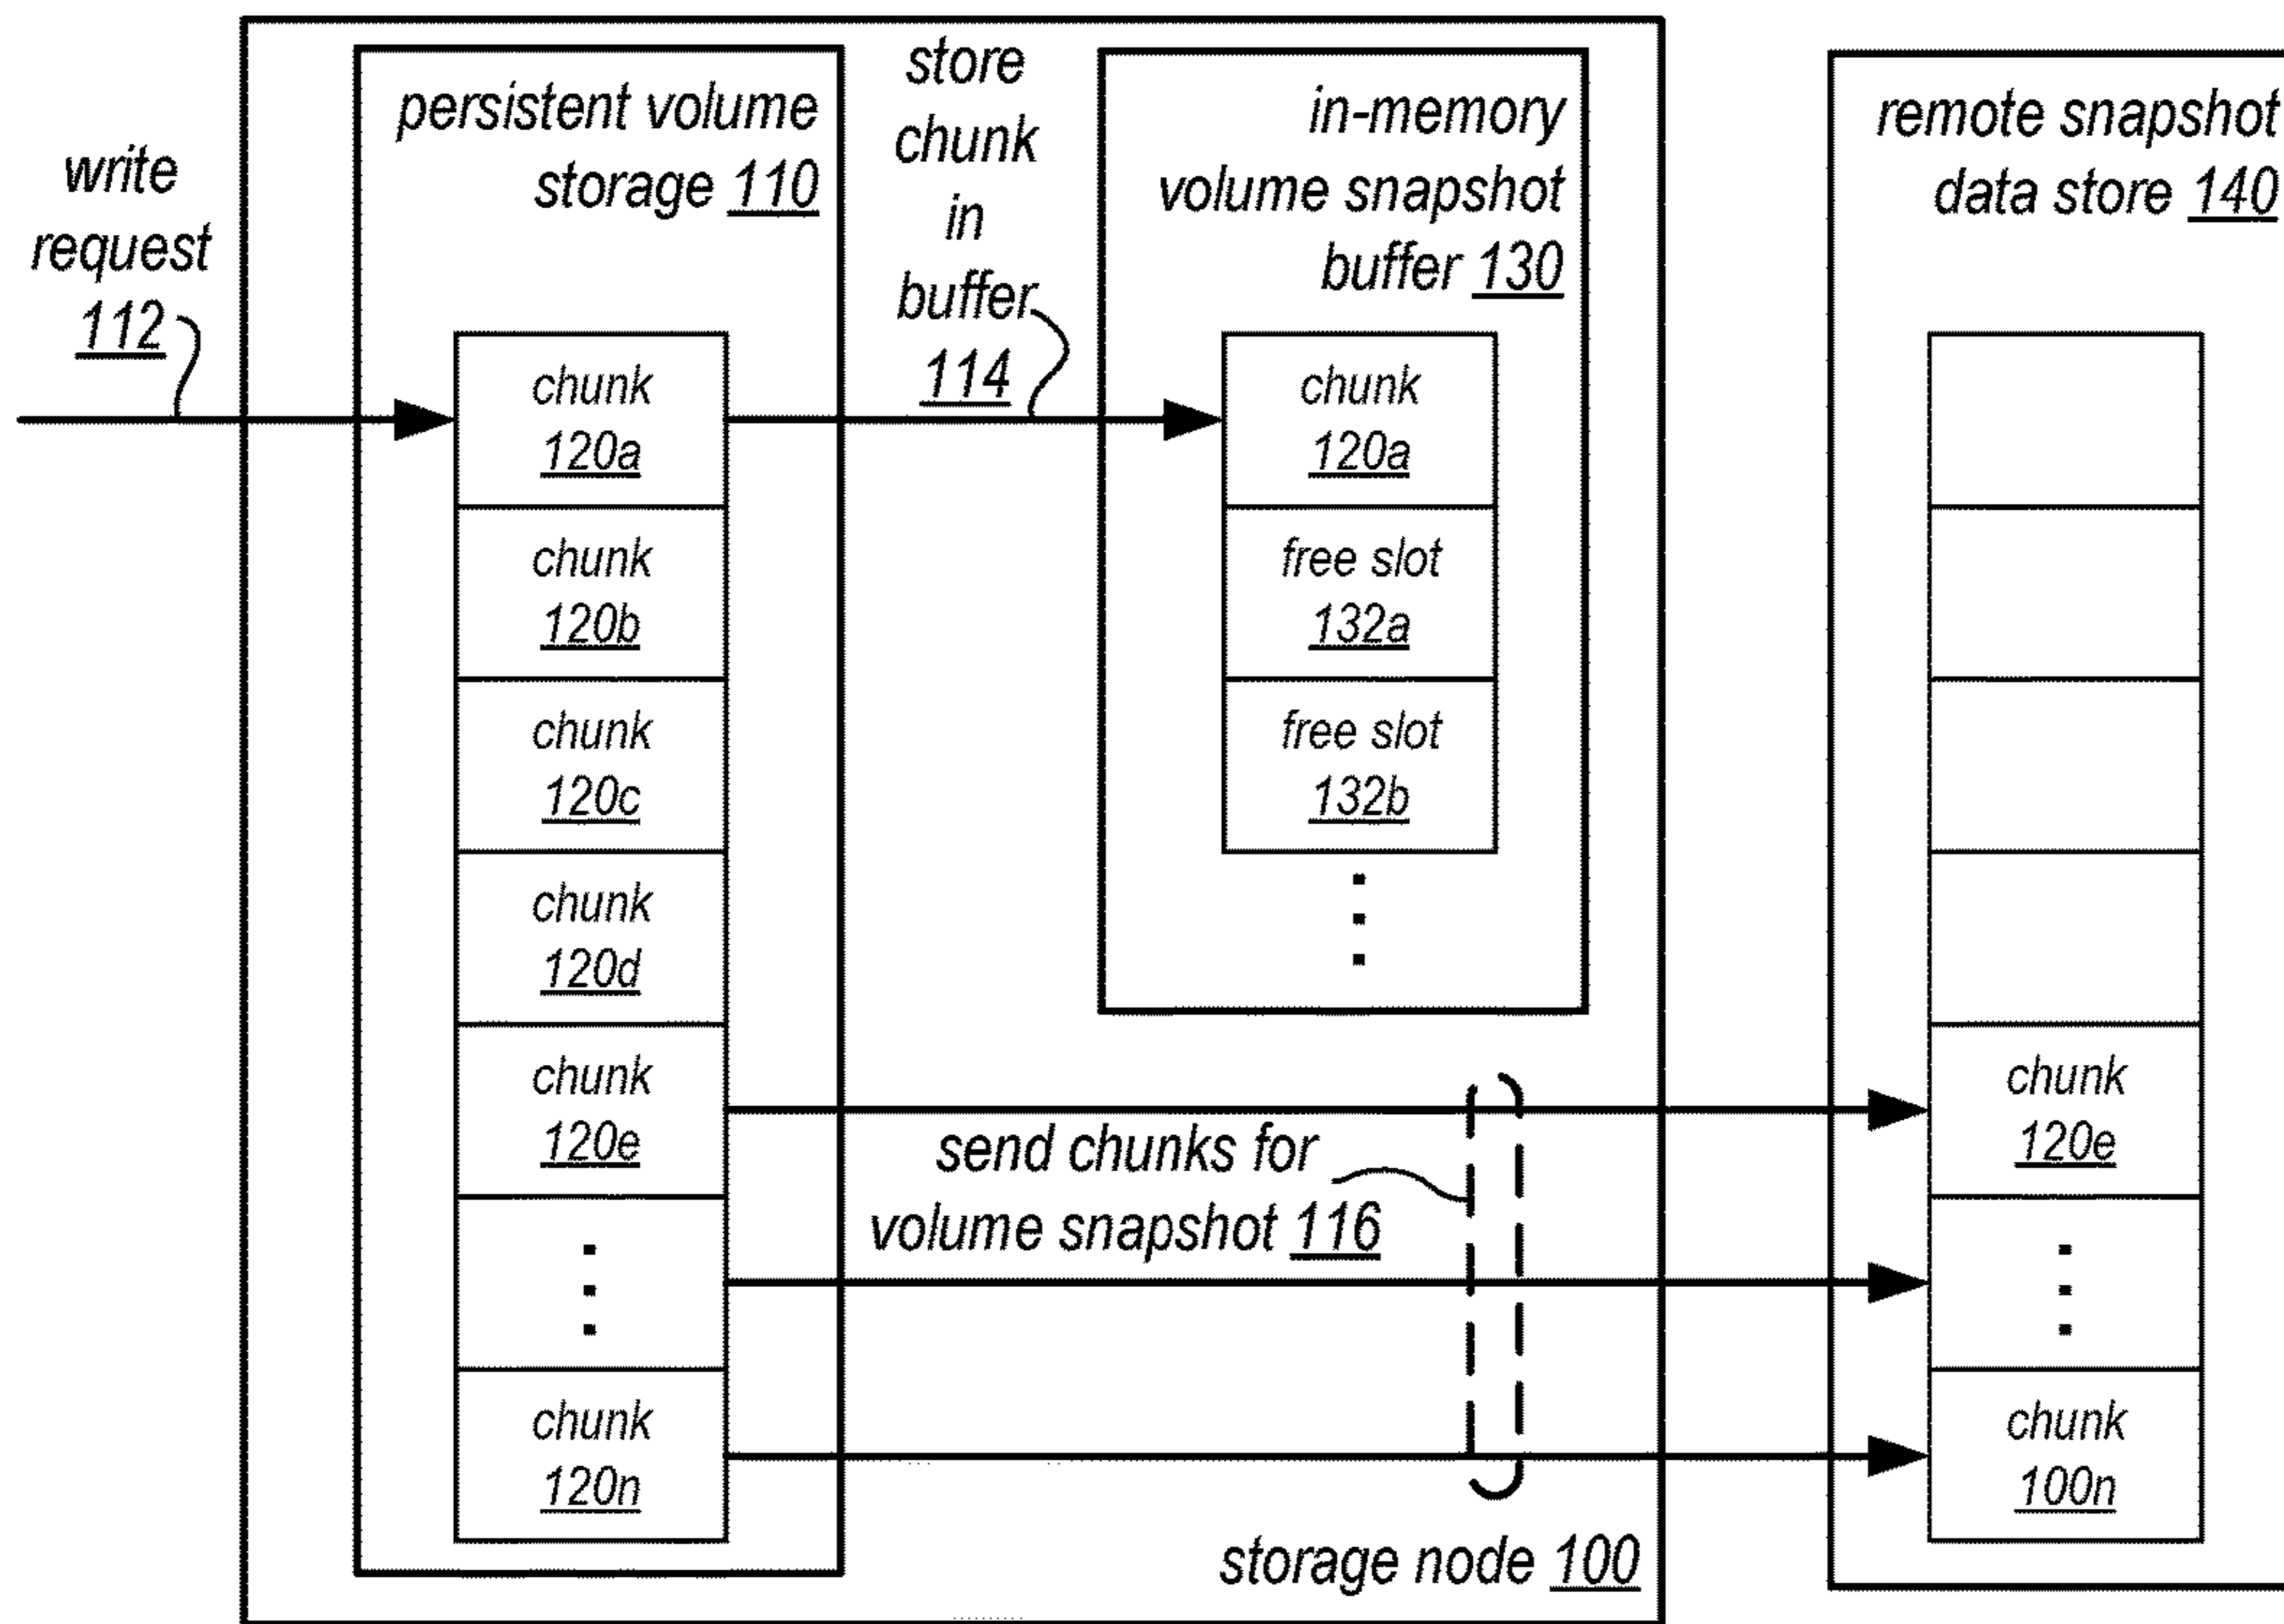 write
request
112
persistent volume
storage 110
chunk
120a
chunk
120b
chunk
120c
chunk
120d
chunk
120e
chunk
120n
store
chunk
in
buffer
114
in-memory
volume snapshot
buffer 130
chunk
120a
free slot
132a
free slot
132b
send chunks for
volume snapshot 116
storage node 100
remote snapshot
data store 140
chunk
120e
chunk
100n